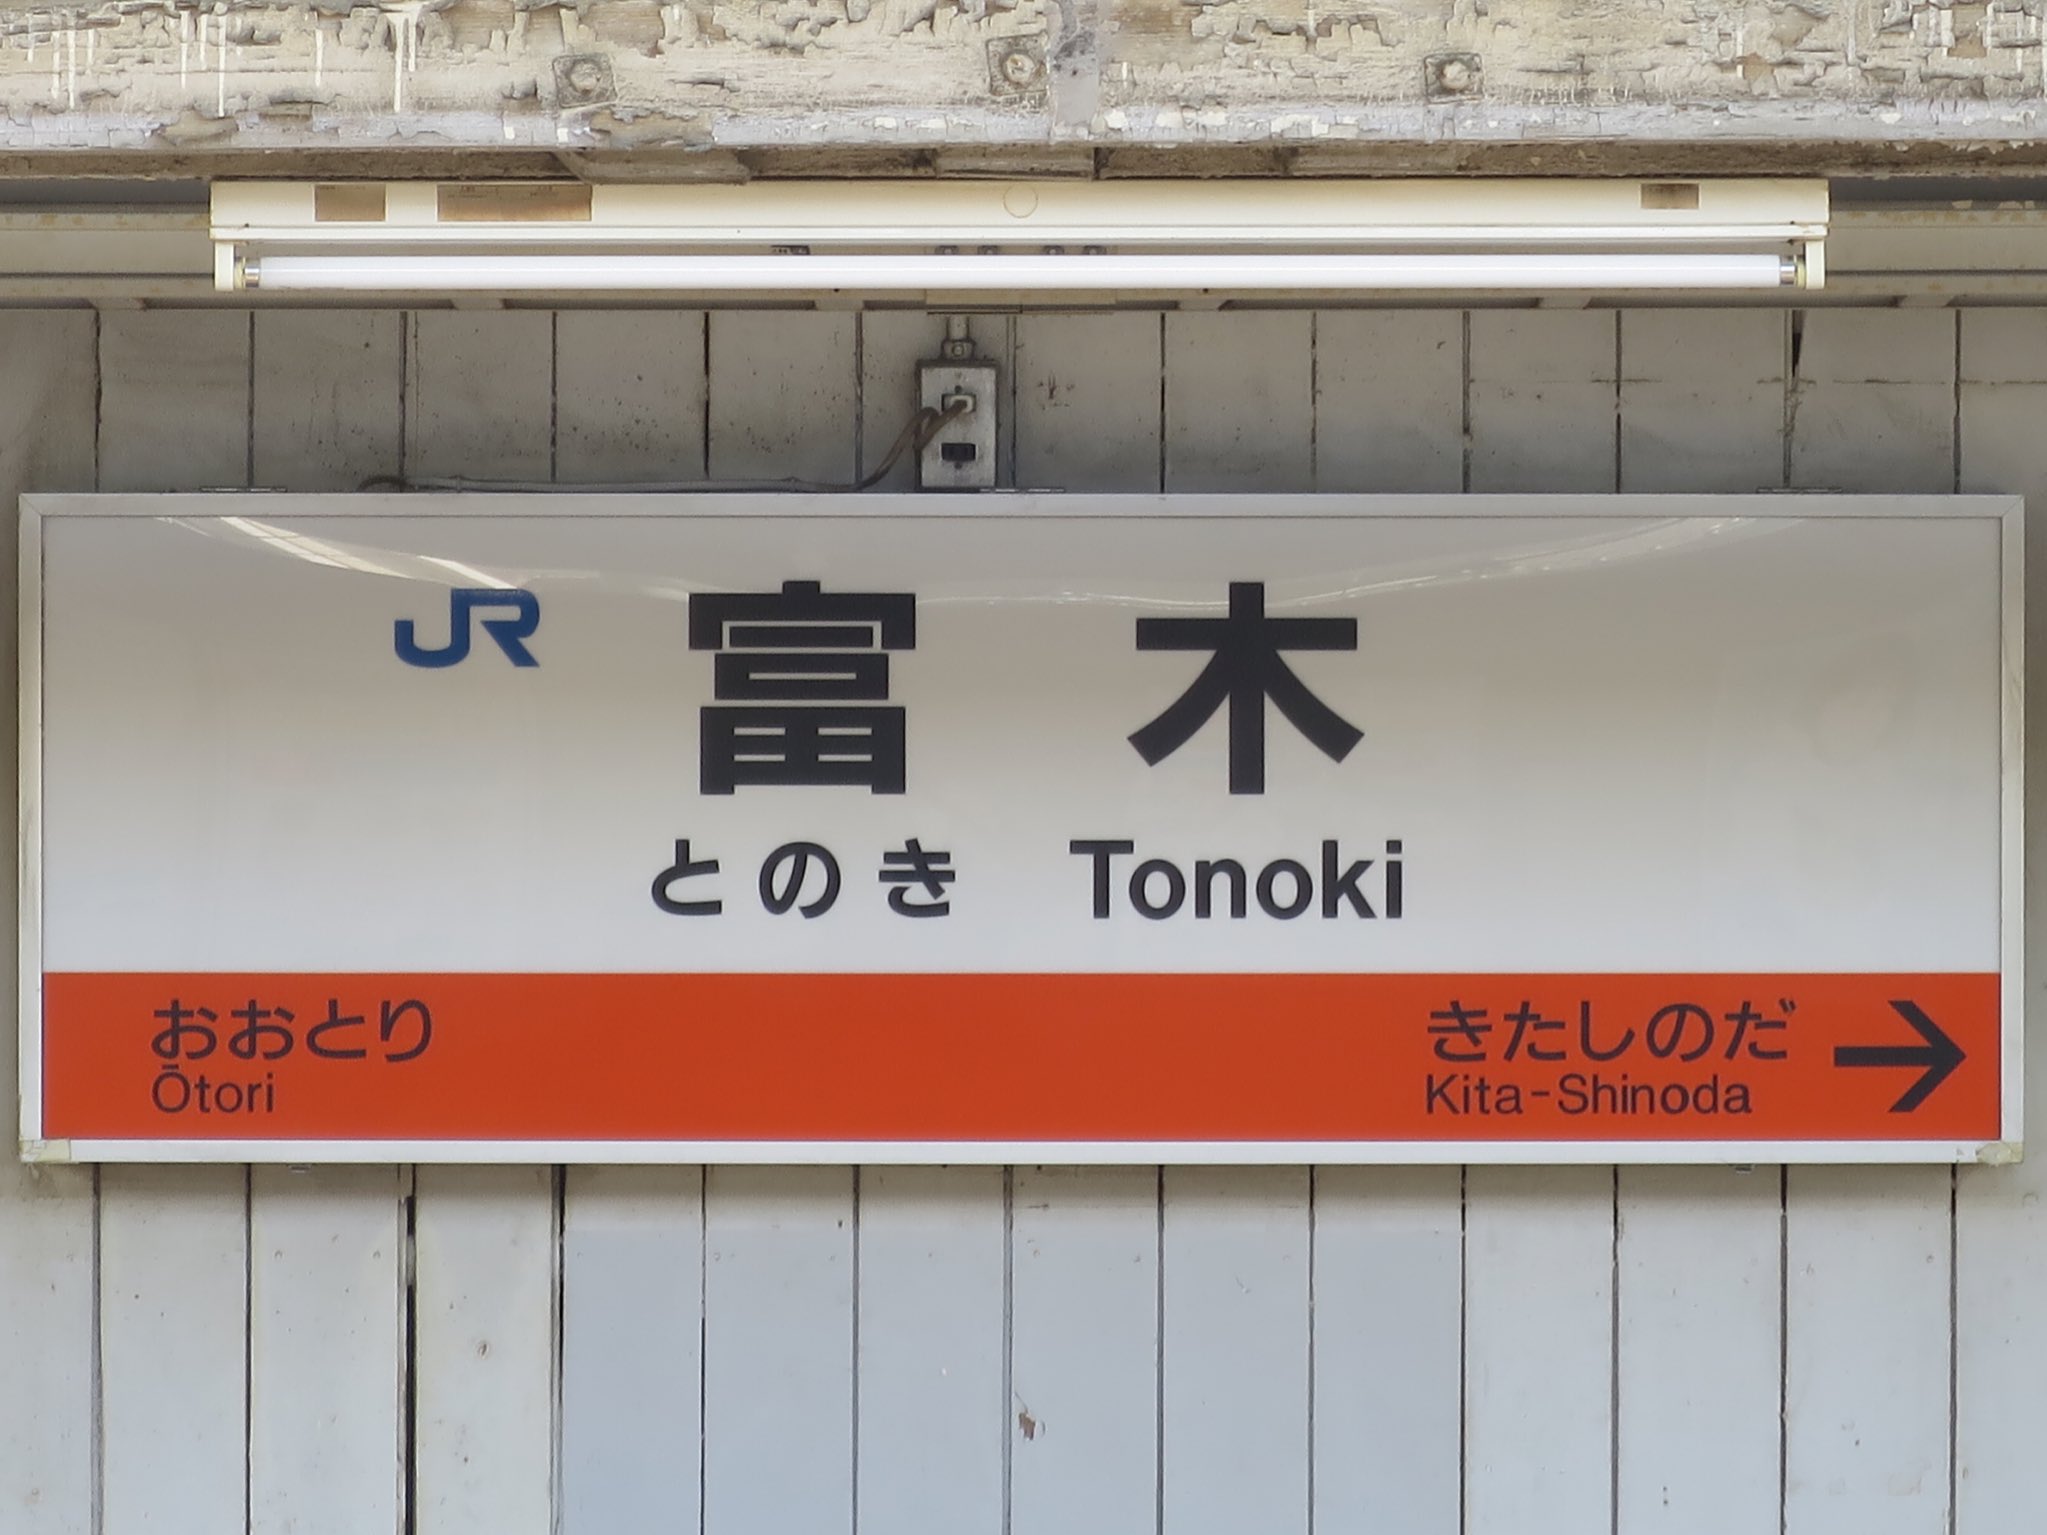 JR 富木
とのき Tonoki
おおとり きたしのだ →
Ōtori Kita-Shinoda